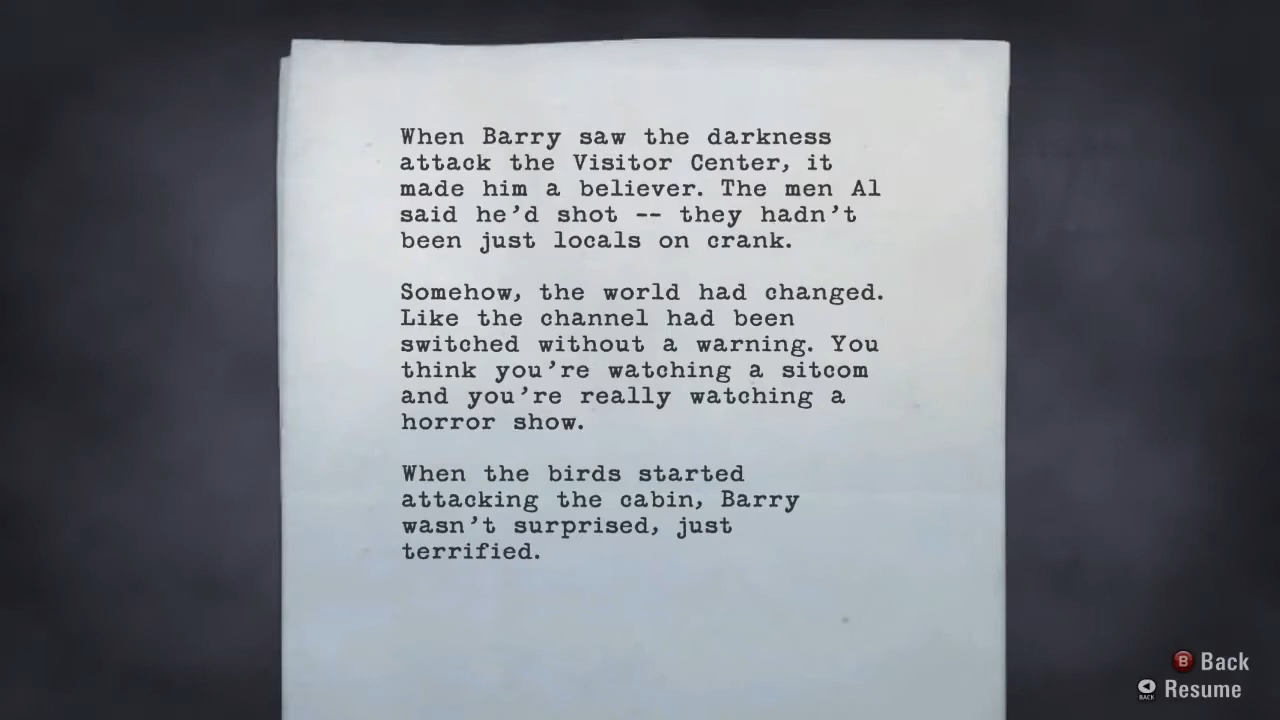 When Barry saw the darkness
attack the Visitor Center, it
made him a believer. The men Al
said he’d shot -- they hadn’t
been just locals on crank.
Somehow, the world had changed.
Like the channel had been
switched without a warning. You
think you’re watching a sitcom
and you’re really watching a
horror show.
When the birds started
attacking the cabin, Barry
wasn’t surprised, just
terrified.
B Back
BACK Resume